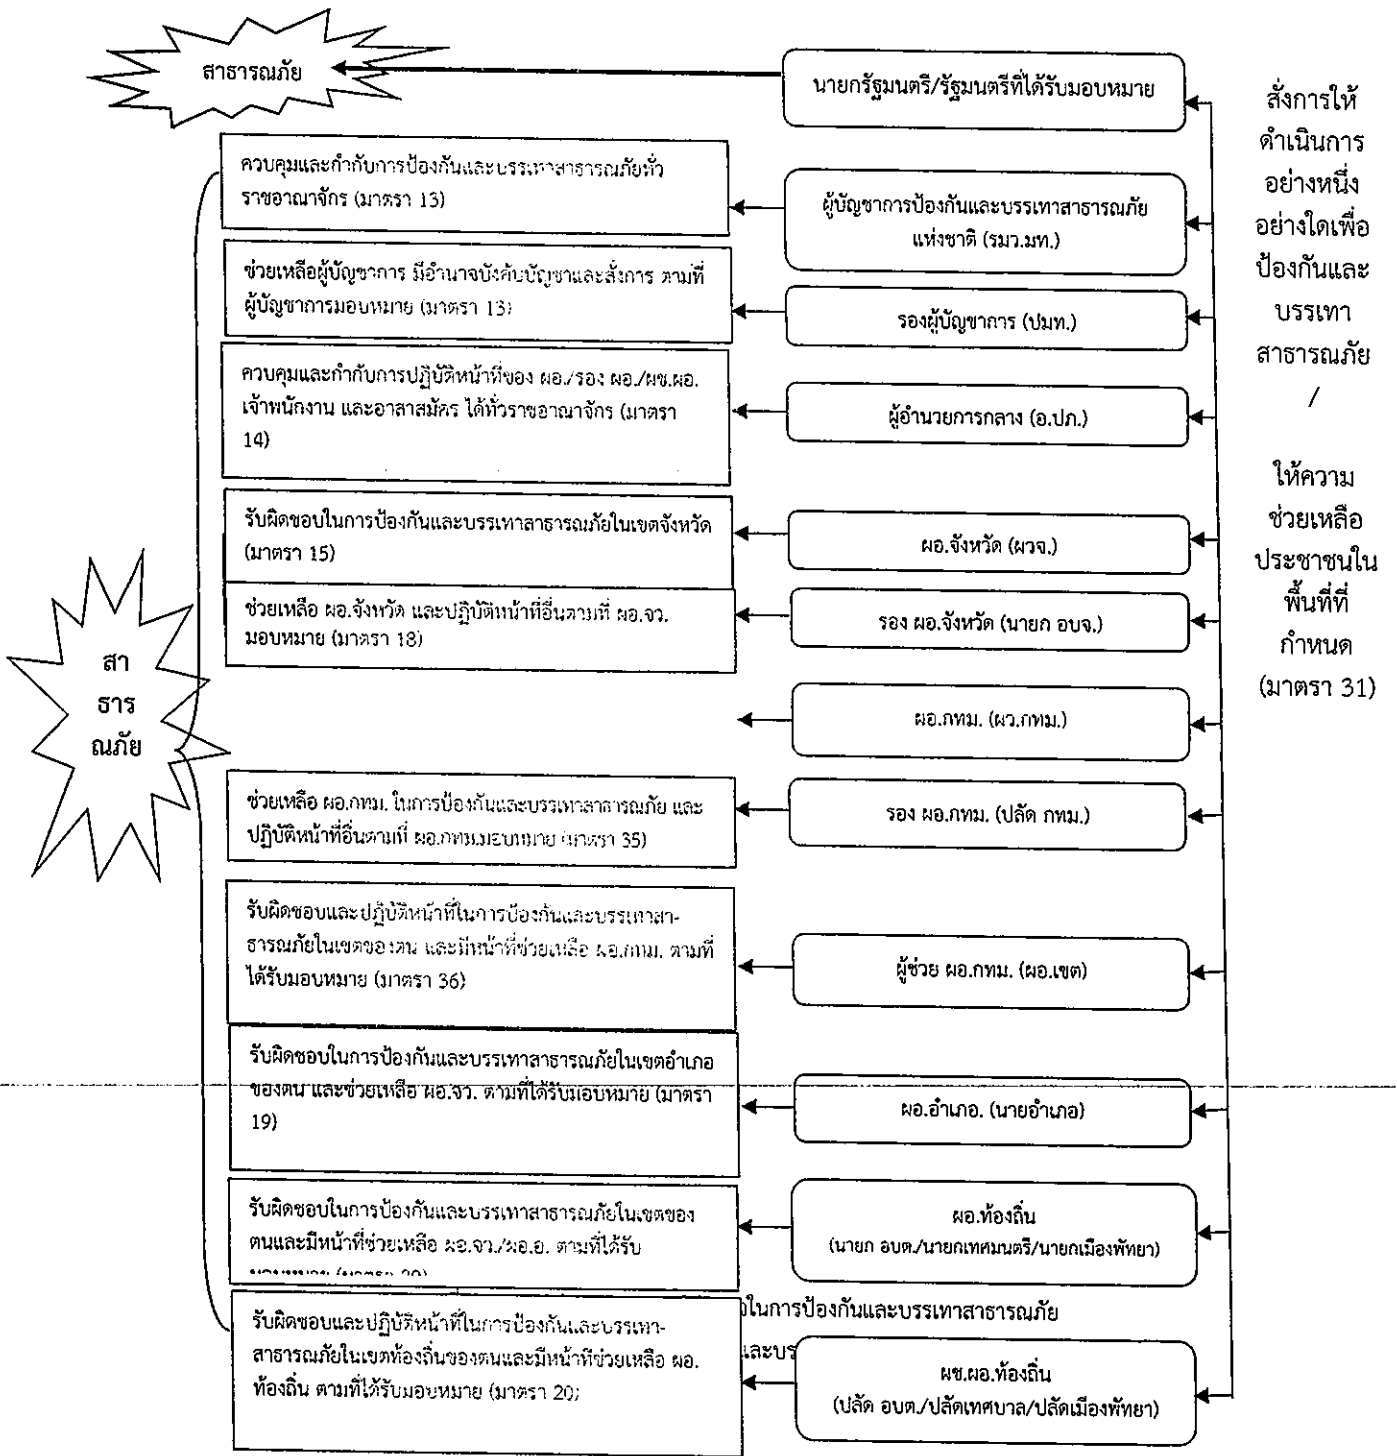 สาธารณภัย
นายกรัฐมนตรี/รัฐมนตรีที่ได้รับมอบหมาย
สั่งการให้
ดำเนินการ
อย่างหนึ่ง
อย่างใดเพื่อ
ป้องกันและ
บรรเทา
สาธารณภัย
/
ให้ความ
ช่วยเหลือ
ประชาชนใน
พื้นที่ที่
กำหนด
(มาตรา 31)
ควบคุมและกำกับการป้องกันและบรรเทาสาธารณภัยทั่ว
ราชอาณาจักร (มาตรา 13)
ผู้บัญชาการป้องกันและบรรเทาสาธารณภัย
แห่งชาติ (รมว.มท.)
ช่วยเหลือผู้บัญชาการ มีอำนาจบังคับบัญชาและสั่งการ ตามที่
ผู้บัญชาการมอบหมาย (มาตรา 13)
รองผู้บัญชาการ (ปมท.)
ควบคุมและกำกับการปฏิบัติหน้าที่ของ ผอ./รอง ผอ./ผช.ผอ.
เจ้าพนักงาน และอาสาสมัคร ได้ทั่วราชอาณาจักร (มาตรา
14)
ผู้อำนวยการกลาง (อ.ปภ.)
รับผิดชอบในการป้องกันและบรรเทาสาธารณภัยในเขตจังหวัด
(มาตรา 15)
ผอ.จังหวัด (ผวจ.)
ช่วยเหลือ ผอ.จังหวัด และปฏิบัติหน้าที่อื่นตามที่ ผอ.จว.
มอบหมาย (มาตรา 18)
รอง ผอ.จังหวัด (นายก อบจ.)
สา
ธาร
ณภัย
ผอ.กทม. (ผว.กทม.)
ช่วยเหลือ ผอ.กทม. ในการป้องกันและบรรเทาสาธารณภัย และ
ปฏิบัติหน้าที่อื่นตามที่ ผอ.กทม.มอบหมาย (มาตรา 35)
รอง ผอ.กทม. (ปลัด กทม.)
รับผิดชอบและปฏิบัติหน้าที่ในการป้องกันและบรรเทาสา-
ธารณภัยในเขตของตน และมีหน้าที่ช่วยเหลือ ผอ.กทม. ตามที่
ได้รับมอบหมาย (มาตรา 36)
ผู้ช่วย ผอ.กทม. (ผอ.เขต)
รับผิดชอบในการป้องกันและบรรเทาสาธารณภัยในเขตอำเภอ
ของตน และช่วยเหลือ ผอ.จว. ตามที่ได้รับมอบหมาย (มาตรา
19)
ผอ.อำเภอ. (นายอำเภอ)
รับผิดชอบในการป้องกันและบรรเทาสาธารณภัยในเขตของ
ตนและมีหน้าที่ช่วยเหลือ ผอ.จว./ผอ.อ. ตามที่ได้รับ
ผอ.ท้องถิ่น
(นายก อบต./นายกเทศมนตรี/นายกเมืองพัทยา)
ในการป้องกันและบรรเทาสาธารณภัย
และบร
รับผิดชอบและปฏิบัติหน้าที่ในการป้องกันและบรรเทา-
สาธารณภัยในเขตท้องถิ่นของตนและมีหน้าที่ช่วยเหลือ ผอ.
ท้องถิ่น ตามที่ได้รับมอบหมาย (มาตรา 20)
ผช.ผอ.ท้องถิ่น
(ปลัด อบต./ปลัดเทศบาล/ปลัดเมืองพัทยา)